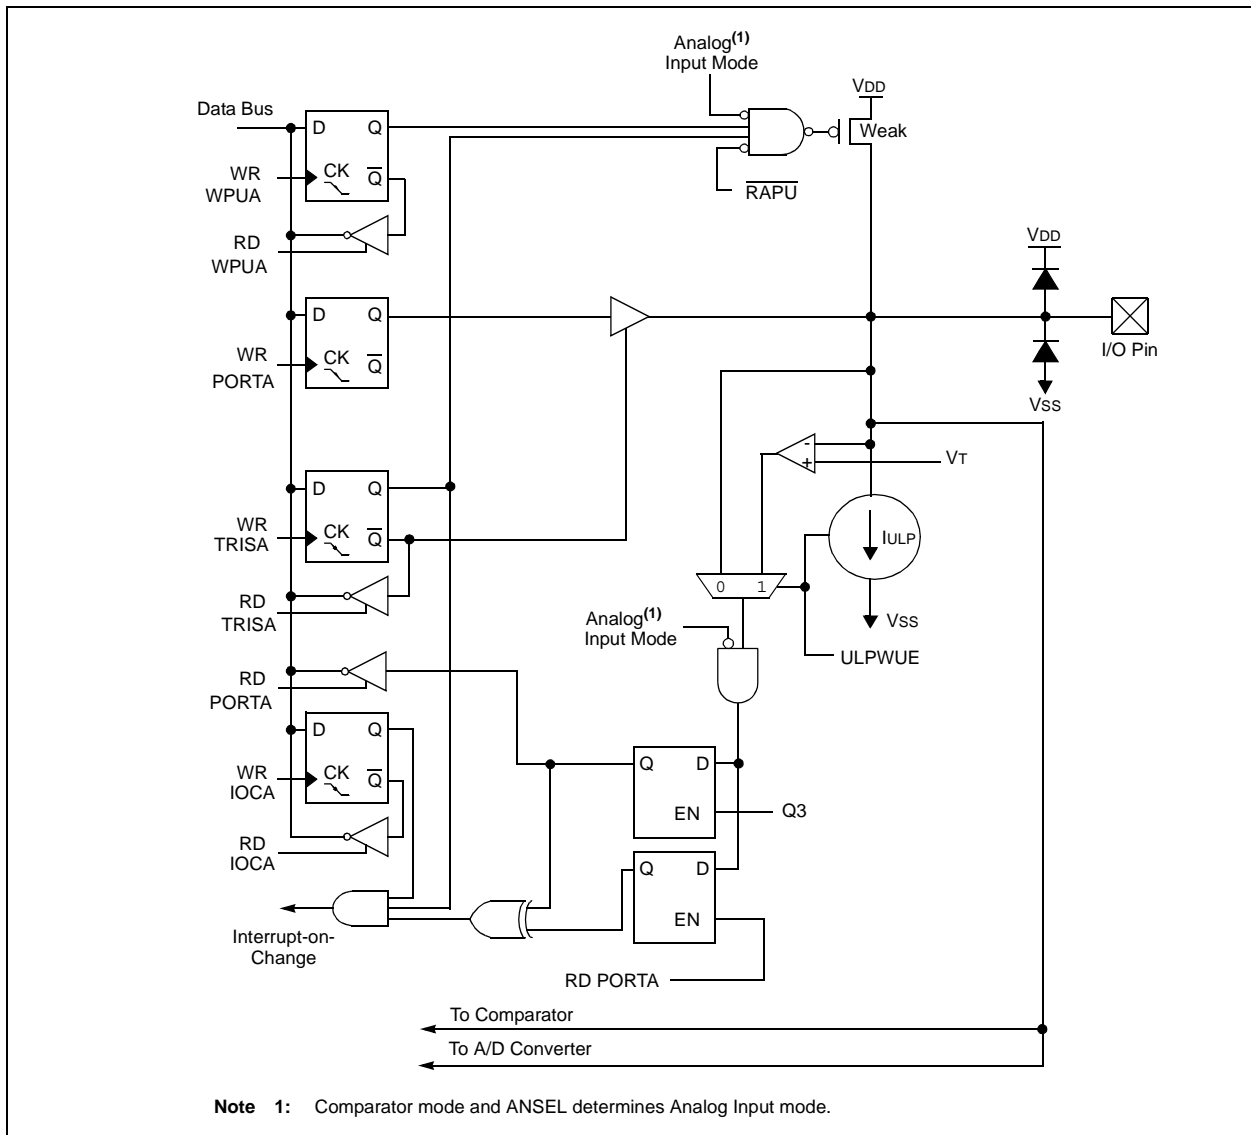 Analog(1)
Input Mode
VDD
Data Bus
D Q
Weak
WR
WPUA
CK Q
RAPU
RD
WPUA
VDD
D Q
WR
PORTA
CK Q
I/O Pin
VSS
-
+
VT
D Q
WR
TRISA
CK Q
IULP
0 1
RD
TRISA
Analog(1)
Input Mode
VSS
ULPWUE
RD
PORTA
D Q
Q D
WR
IOCA
CK Q
EN
Q3
RD
IOCA
Q D
EN
Interrupt-on-
Change
RD PORTA
To Comparator
To A/D Converter
Note 1: Comparator mode and ANSEL determines Analog Input mode.